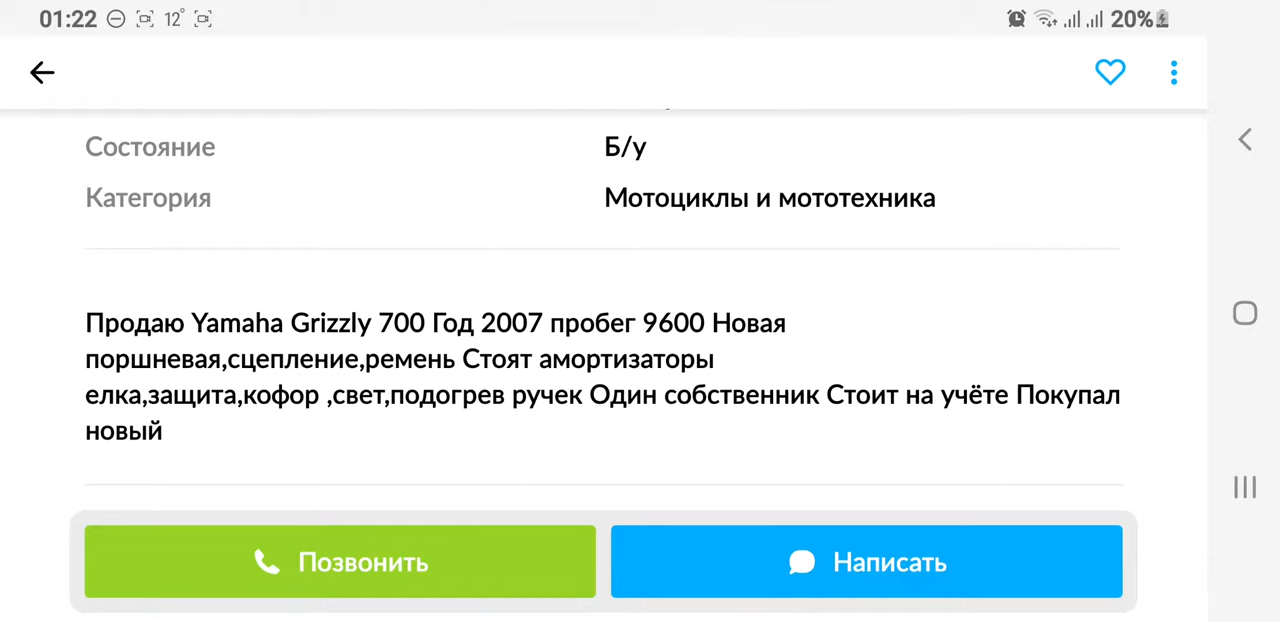 01:22 12° 20%
Состояние Б/у
Категория Мотоциклы и мототехника
Продаю Yamaha Grizzly 700 Год 2007 пробег 9600 Новая
поршневая,сцепление,ремень Стоят амортизаторы
елка,защита,кофор ,свет,подогрев ручек Один собственник Стоит на учёте Покупал
новый
Позвонить Написать